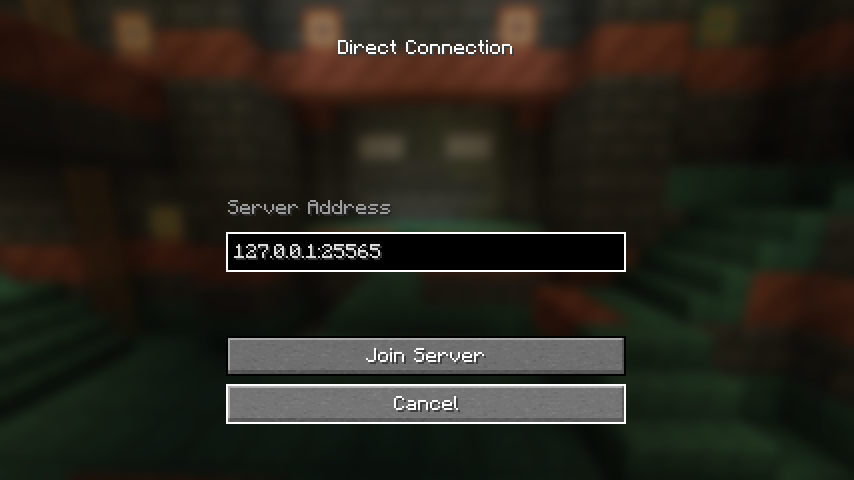 Direct Connection
Server Address
127.0.0.1:25565
Join Server
Cancel